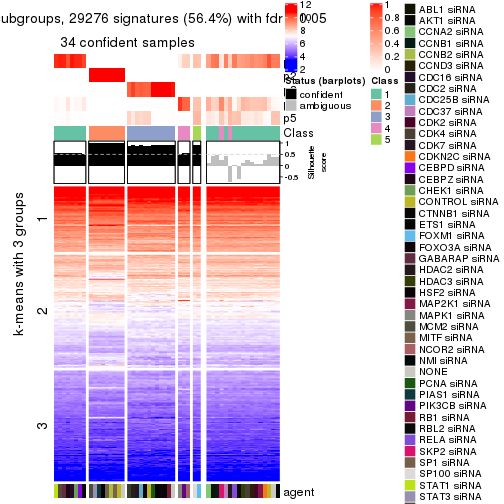 ubgroups, 29276 signatures (56.4%) with fdr 0.05
34 confident samples
p5
Class
1
0.5
0
-0.5
Silhouette
score
k-means with 3 groups
1
2
3
agent
12
10
8
6
4
2
Status (barplots)
confident
ambiguous
1
0.8
0.6
0.4
0.2
0
Class
1
2
3
4
5
ABL1 siRNA
AKT1 siRNA
CCNA2 siRNA
CCNB1 siRNA
CCNB2 siRNA
CCND3 siRNA
CDC16 siRNA
CDC2 siRNA
CDC25B siRNA
CDC37 siRNA
CDK2 siRNA
CDK4 siRNA
CDK7 siRNA
CDKN2C siRNA
CEBPD siRNA
CEBPZ siRNA
CHEK1 siRNA
CONTROL siRNA
CTNNB1 siRNA
ETS1 siRNA
FOXM1 siRNA
FOXO3A siRNA
GABARAP siRNA
HDAC2 siRNA
HDAC3 siRNA
HSF2 siRNA
MAP2K1 siRNA
MAPK1 siRNA
MCM2 siRNA
MITF siRNA
NCOR2 siRNA
NMI siRNA
NONE
PCNA siRNA
PIAS1 siRNA
PIK3CB siRNA
RB1 siRNA
RBL2 siRNA
RELA siRNA
SKP2 siRNA
SP1 siRNA
SP100 siRNA
STAT1 siRNA
STAT3 siRNA